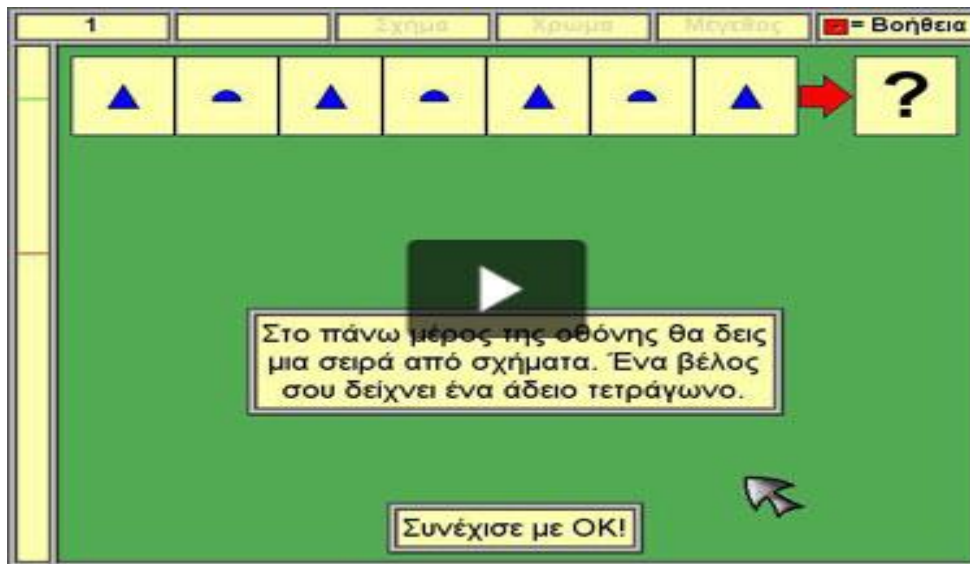 1 Σχήμα Χρώμα Μέγεθος = Βοήθεια
?
Στο πάνω μέρος της οθόνης θα δεις
μια σειρά από σχήματα. Ένα βέλος
σου δείχνει ένα άδειο τετράγωνο.
Συνέχισε με OK!